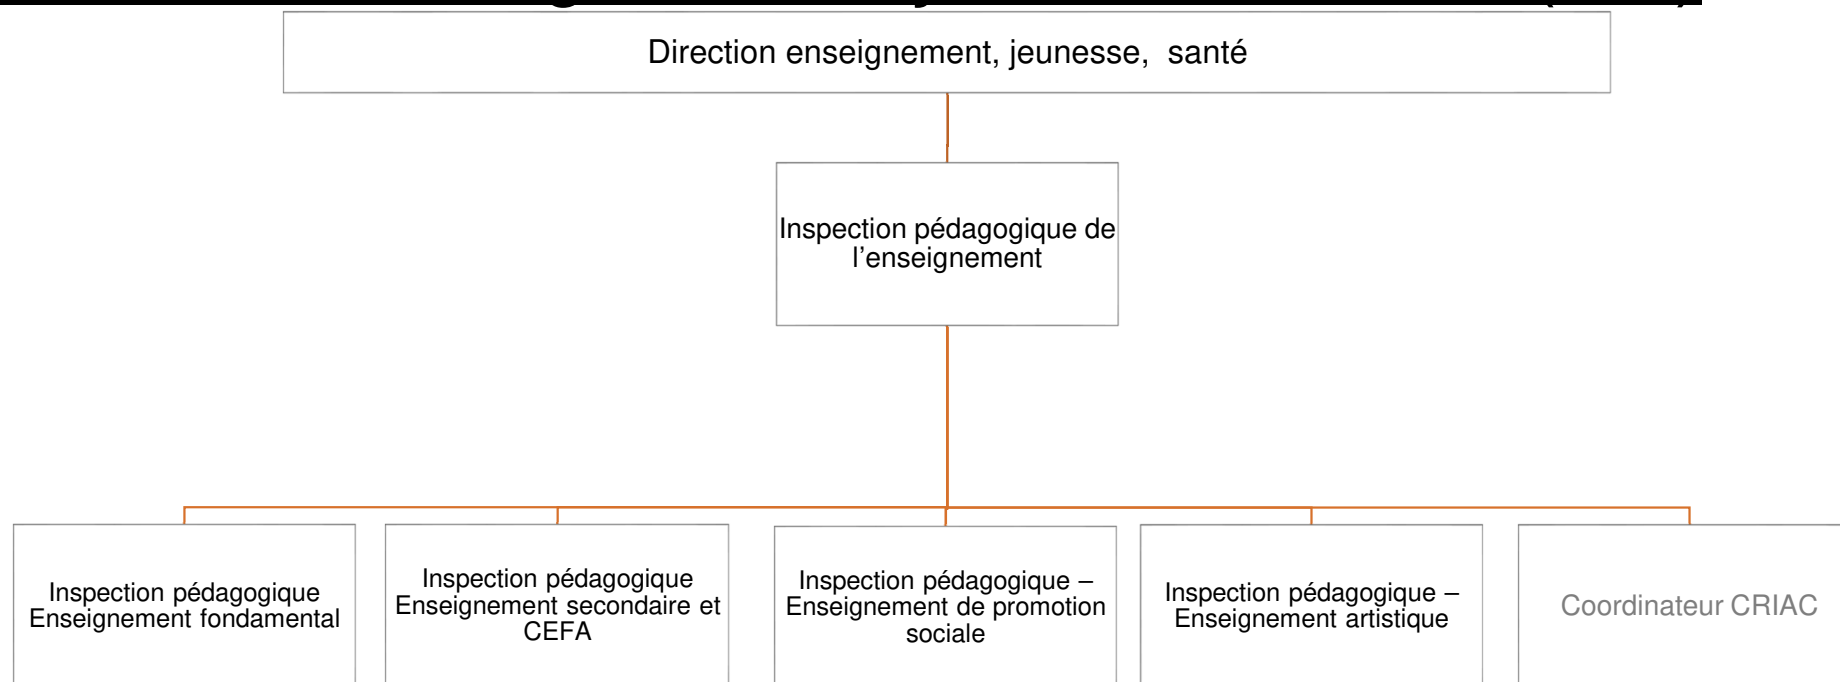 Direction enseignement, jeunesse, santé
Inspection pédagogique de
l'enseignement
Inspection pédagogique
Enseignement fondamental
Inspection pédagogique
Enseignement secondaire et
CEFA
Inspection pédagogique –
Enseignement de promotion
sociale
Inspection pédagogique –
Enseignement artistique
Coordinateur CRIAC